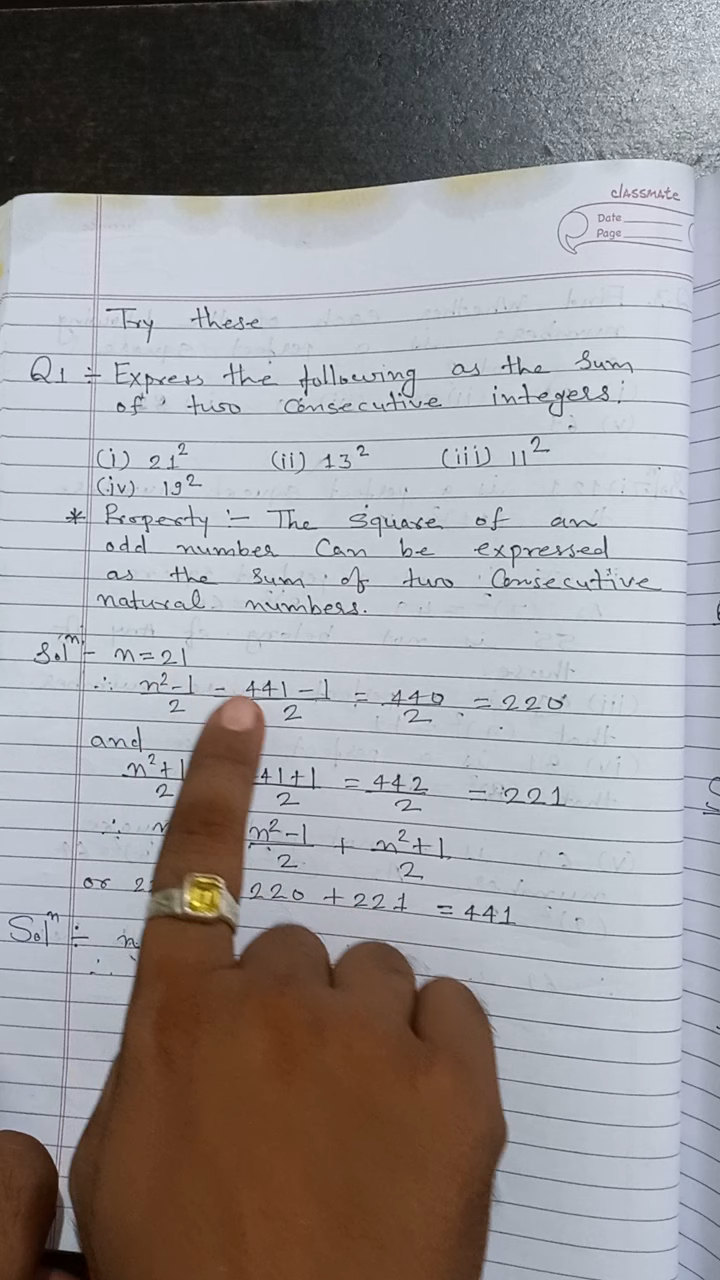 classmate
Date
Page
Try these
Q1 :- Express the following as the Sum
of two Consecutive integers:
(i) 21² (ii) 13² (iii) 11²
(iv) 19²
* Property :- The Square of an
odd number Can be expressed
as the Sum of two Consecutive
natural numbers.
Solⁿ - n=21
∴ n²-1/2 = 441-1/2 = 440/2 = 220
and
n²+1/2 41+1/2 = 442/2 = 221
∴ n n²-1/2 + n²+1/2
or 2 220 + 221 = 441
Solⁿ :- n
∴